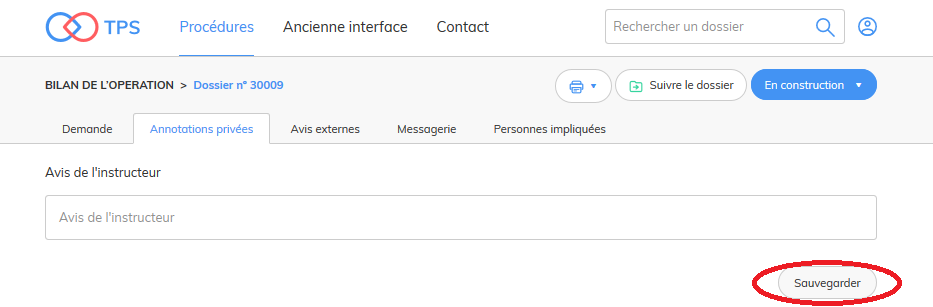 TPS Procédures Ancienne interface Contact Rechercher un dossier
BILAN DE L'OPERATION > Dossier n° 30009 Suivre le dossier En construction
Demande Annotations privées Avis externes Messagerie Personnes impliquées
Avis de l'instructeur
Avis de l'instructeur
Sauvegarder